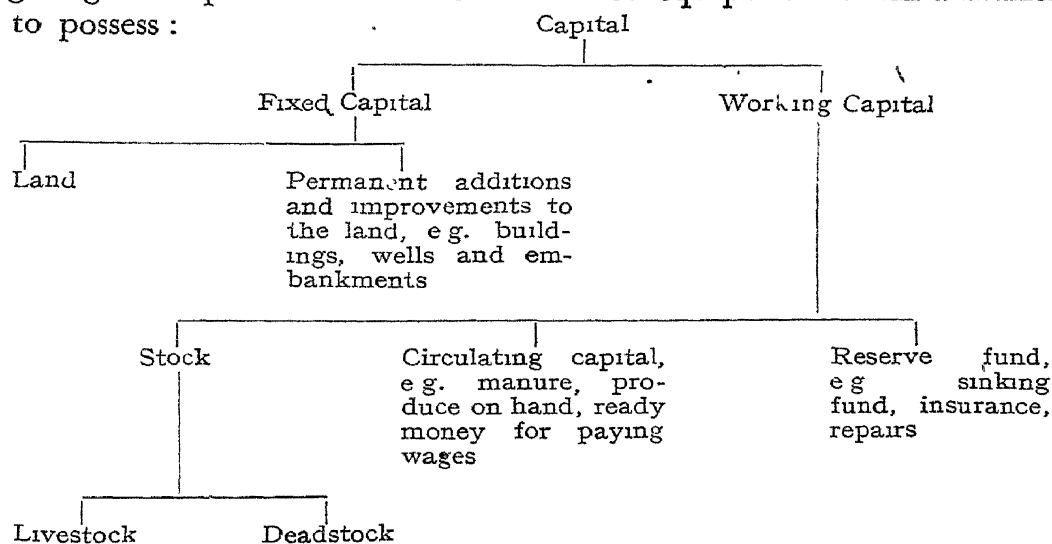 to possess :
Capital
Fixed Capital
Working Capital
Land
Permanent additions
and improvements to
the land, e g. build-
ings, wells and em-
bankments
Stock
Circulating capital,
e g. manure, pro-
duce on hand, ready
money for paying
wages
Reserve fund,
e g sinking
fund, insurance,
repairs
Livestock
Deadstock